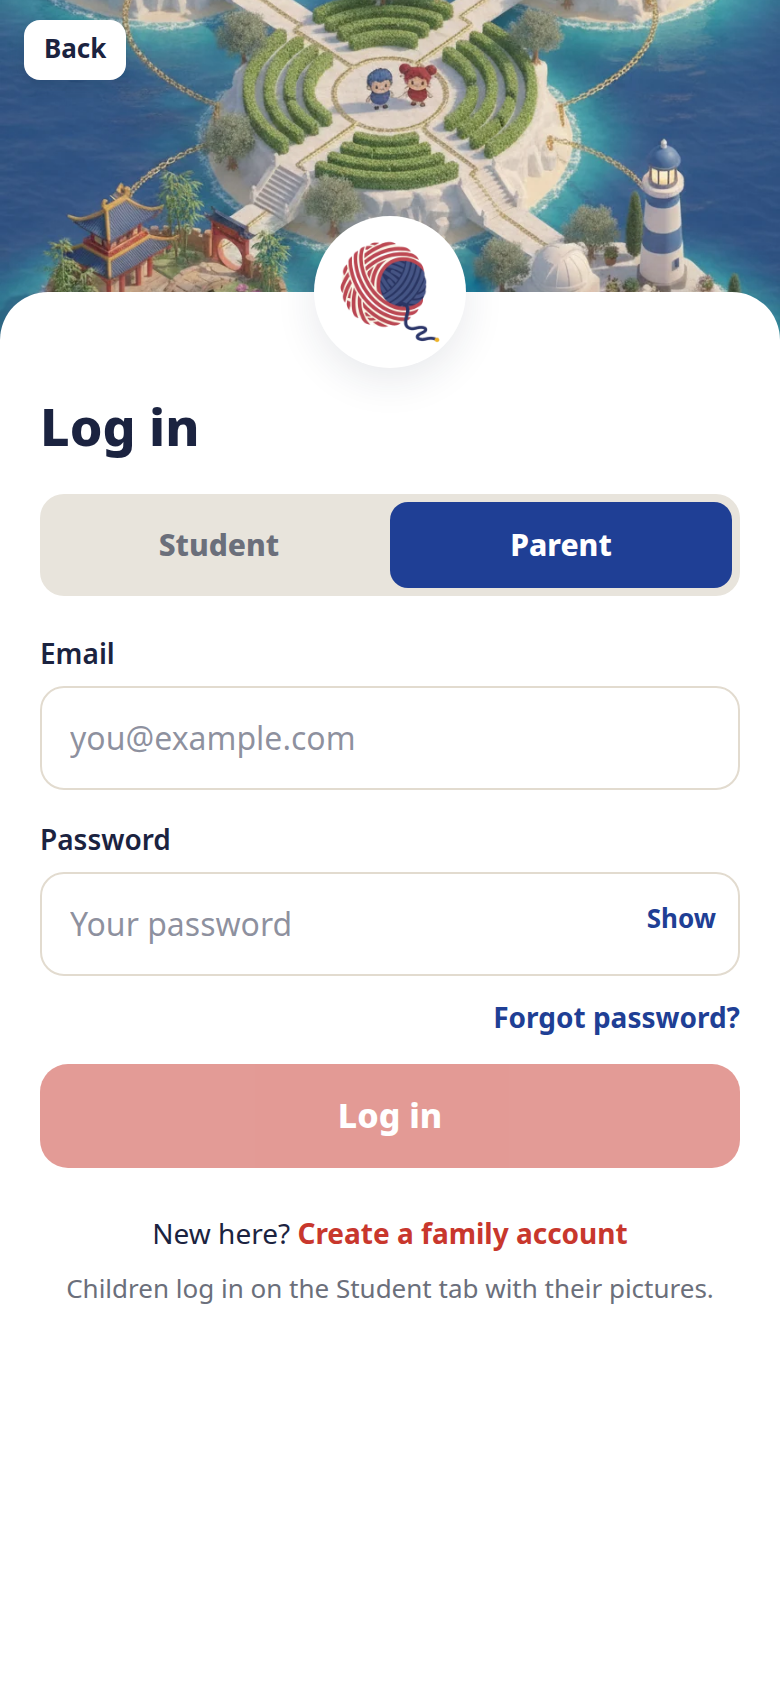 Back
Log in
Student
Parent
Email
you@example.com
Password
Your password
Show
Forgot password?
Log in
New here? Create a family account
Children log in on the Student tab with their pictures.